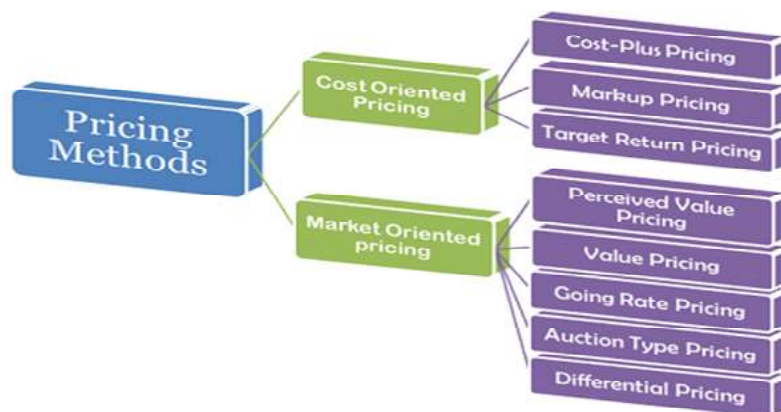 Pricing
Methods
Cost Oriented
Pricing
Cost-Plus Pricing
Markup Pricing
Target Return Pricing
Market Oriented
pricing
Perceived Value
Pricing
Value Pricing
Going Rate Pricing
Auction Type Pricing
Differential Pricing